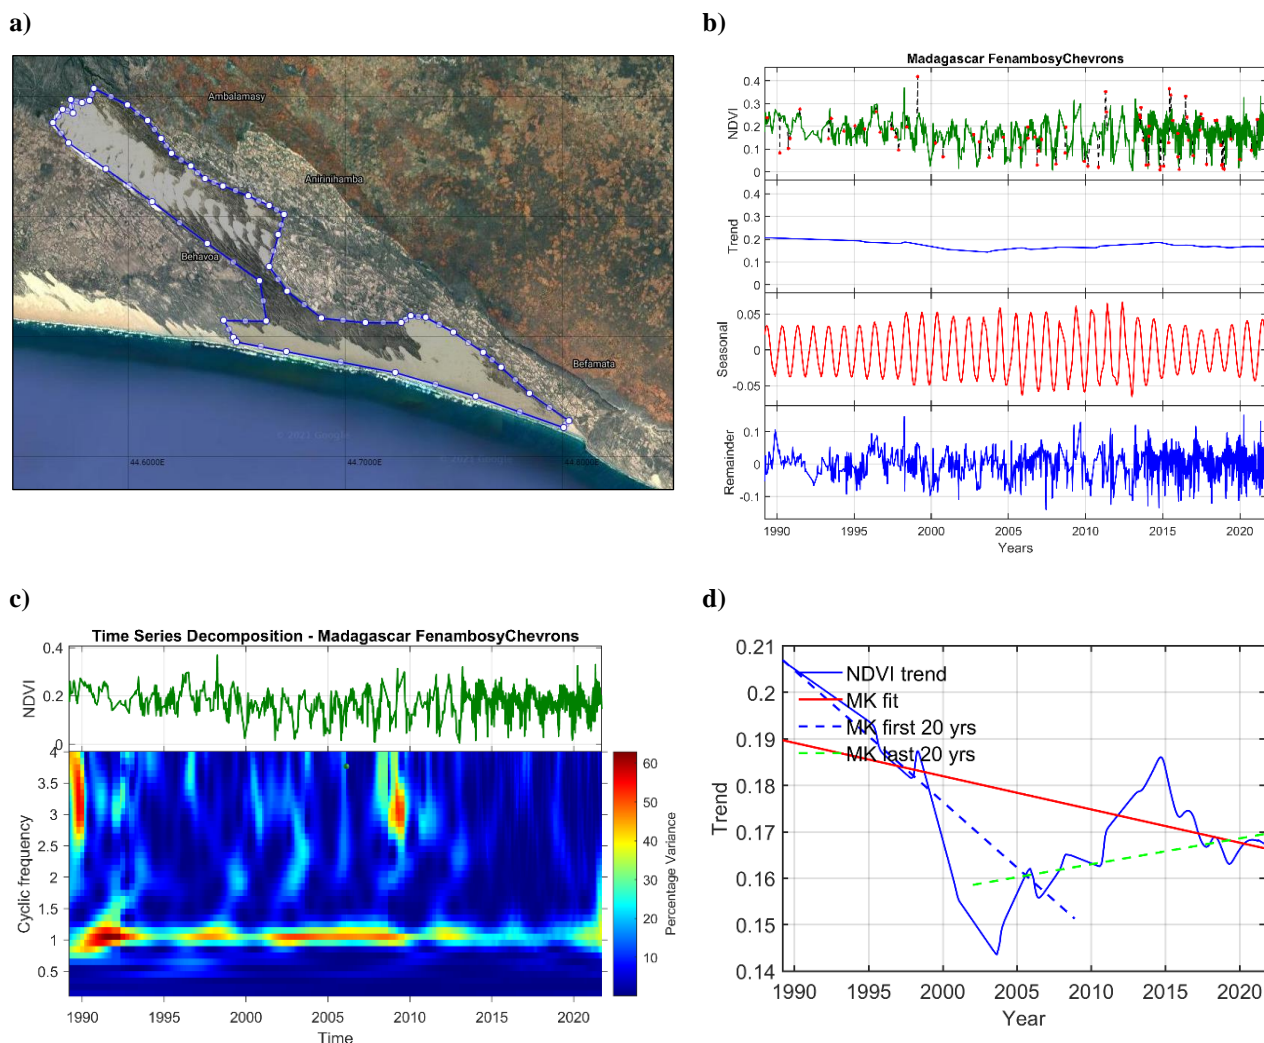 a)
Ambalamasy
Anirinihamba
Behavoa
Befamata
44.6000E
44.7000E
44.8000E
b)
Madagascar FenambosyChevrons
NDVI
0.4
0.3
0.2
0.1
0
Trend
0.4
0.3
0.2
0.1
0
Seasonal
0.05
0
-0.05
Remainder
0.1
0
-0.1
1990 1995 2000 2005 2010 2015 2020
Years
c)
Time Series Decomposition - Madagascar FenambosyChevrons
NDVI
0.4
0.2
0
Cyclic frequency
4
3.5
3
2.5
2
1.5
1
0.5
1990 1995 2000 2005 2010 2015 2020
Time
60
50
40
30
20
10
Percentage Variance
d)
Trend
0.21
0.2
0.19
0.18
0.17
0.16
0.15
0.14
NDVI trend
MK fit
MK first 20 yrs
MK last 20 yrs
1990 1995 2000 2005 2010 2015 2020
Year